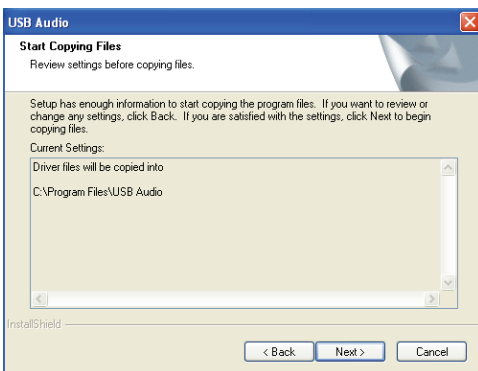 USB Audio
Start Copying Files
Review settings before copying files.
Setup has enough information to start copying the program files. If you want to review or
change any settings, click Back. If you are satisfied with the settings, click Next to begin
copying files.
Current Settings:
Driver files will be copied into
C:\Program Files\USB Audio
InstallShield
< Back Next > Cancel